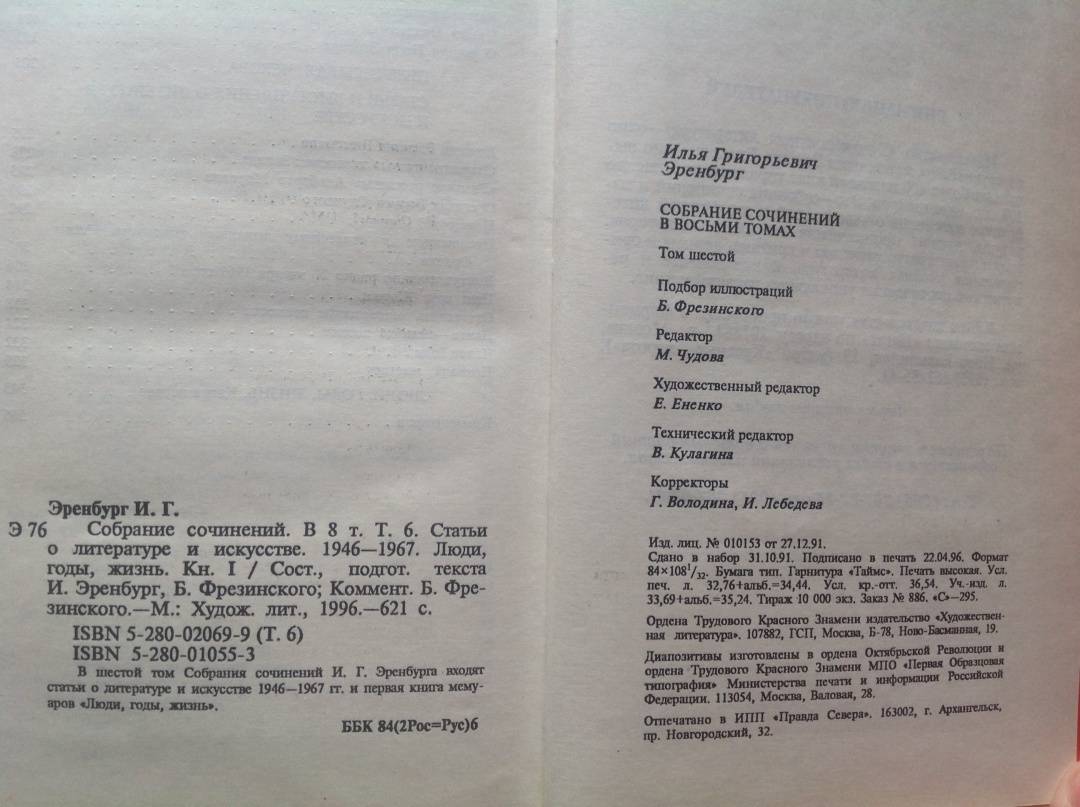 Эренбург И. Г.
Э 76 Собрание сочинений. В 8 т. Т. 6. Статьи
о литературе и искусстве. 1946—1967. Люди,
годы, жизнь. Кн. I / Сост., подгот. текста
И. Эренбург, Б. Фрезинского; Коммент. Б. Фре-
зинского.—М.: Худож. лит., 1996.—621 с.
ISBN 5-280-02069-9 (Т. 6)
ISBN 5-280-01055-3
В шестой том Собрания сочинений И. Г. Эренбурга входят
статьи о литературе и искусстве 1946—1967 гг. и первая книга мему-
аров «Люди, годы, жизнь».
ББК 84(2Рос=Рус)6
Илья Григорьевич
Эренбург
СОБРАНИЕ СОЧИНЕНИЙ
В ВОСЬМИ ТОМАХ
Том шестой
Подбор иллюстраций
Б. Фрезинского
Редактор
М. Чудова
Художественный редактор
Е. Ененко
Технический редактор
В. Кулагина
Корректоры
Г. Володина, И. Лебедева
Изд. лиц. № 010153 от 27.12.91.
Сдано в набор 31.10.91. Подписано в печать 22.04.96. Формат
84×108 1/32. Бумага тип. Гарнитура «Таймс». Печать высокая. Усл.
печ. л. 32,76+альб.=34,44. Усл. кр.-отт. 36,54. Уч.-изд. л.
33,69+альб.=35,24. Тираж 10 000 экз. Заказ № 886. «С»—295.
Ордена Трудового Красного Знамени издательство «Художествен-
ная литература». 107882, ГСП, Москва, Б-78, Ново-Басманная, 19.
Диапозитивы изготовлены в ордена Октябрьской Революции и
ордена Трудового Красного Знамени МПО «Первая Образцовая
типография» Министерства печати и информации Российской
Федерации. 113054, Москва, Валовая, 28.
Отпечатано в ИПП «Правда Севера». 163002, г. Архангельск,
пр. Новгородский, 32.